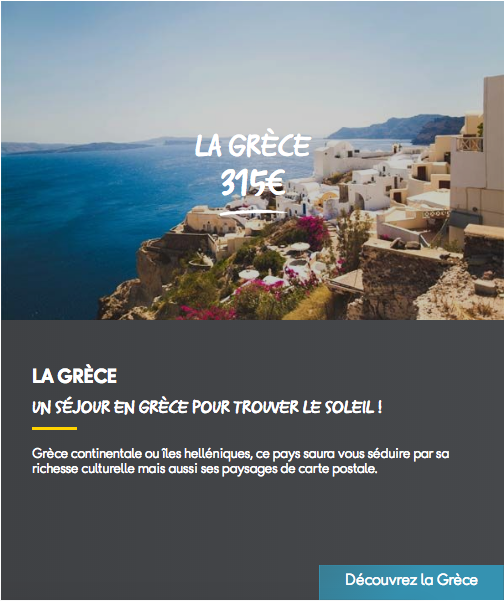 LA GRÈCE
315€
LA GRÈCE
UN SÉJOUR EN GRÈCE POUR TROUVER LE SOLEIL !
Grèce continentale ou îles helléniques, ce pays saura vous séduire par sa
richesse culturelle mais aussi ses paysages de carte postale.
Découvrez la Grèce